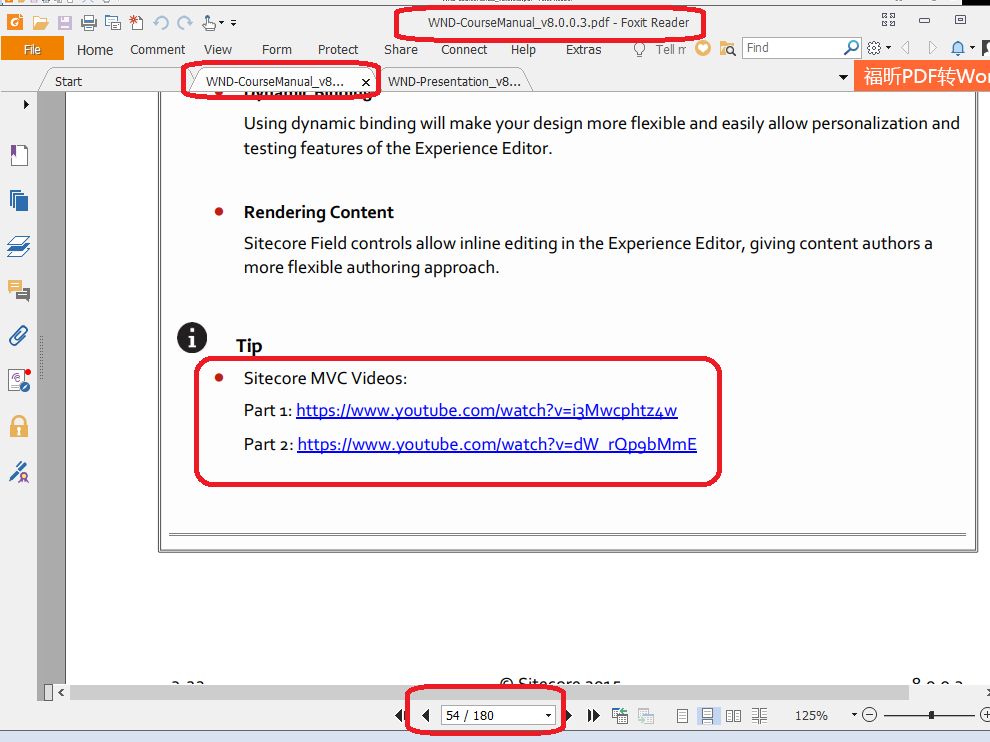 WND-CourseManual_v8.0.0.3.pdf - Foxit Reader
File Home Comment View Form Protect Share Connect Help Extras Tell m Find
Start WND-CourseManual_v8... × WND-Presentation_v8... 福昕PDF转Wor
Dynamic Binding
Using dynamic binding will make your design more flexible and easily allow personalization and
testing features of the Experience Editor.
Rendering Content
Sitecore Field controls allow inline editing in the Experience Editor, giving content authors a
more flexible authoring approach.
Tip
Sitecore MVC Videos:
Part 1: https://www.youtube.com/watch?v=i3Mwcphtz4w
Part 2: https://www.youtube.com/watch?v=dW_rQp9bMmE
© Sitecore 2015
54 / 180 125%